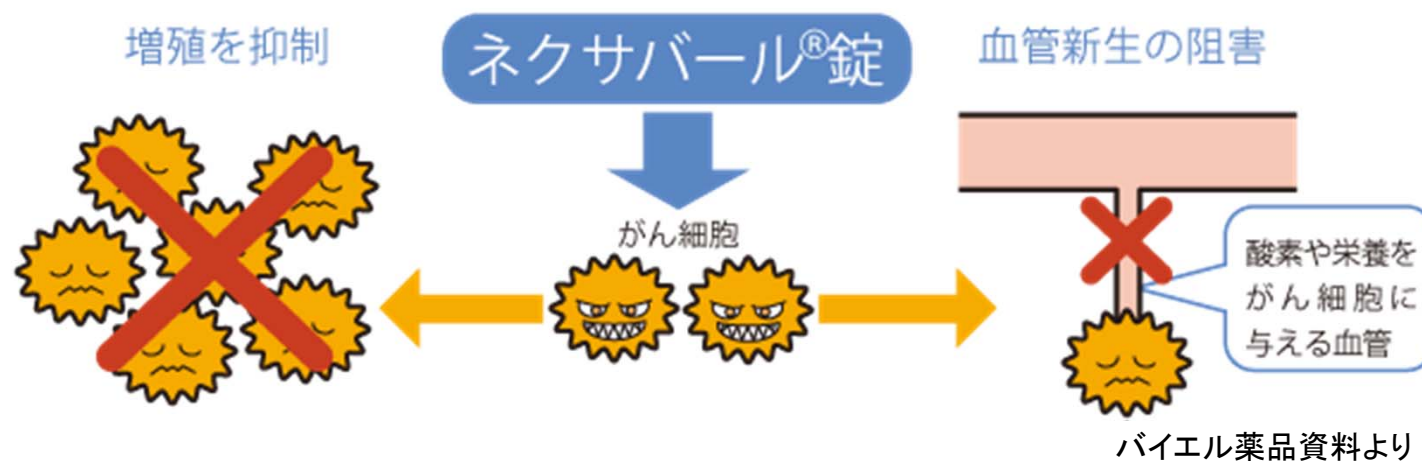 増殖を抑制
ネクサバール®錠
血管新生の阻害
がん細胞
酸素や栄養を
がん細胞に
与える血管
バイエル薬品資料より